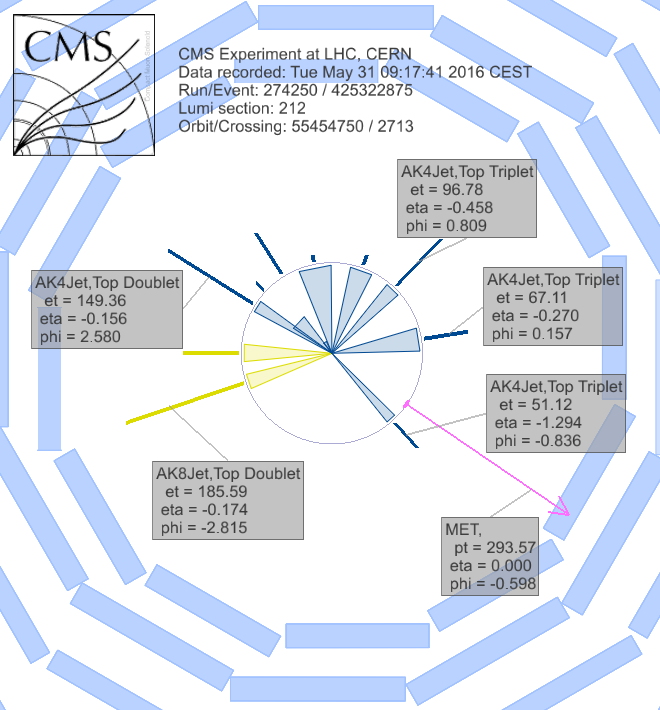 CMS
CMS Experiment at LHC, CERN
Data recorded: Tue May 31 09:17:41 2016 CEST
Run/Event: 274250 / 425322875
Lumi section: 212
Orbit/Crossing: 55454750 / 2713
AK4Jet,Top Triplet
et = 96.78
eta = -0.458
phi = 0.809
AK4Jet,Top Doublet
et = 149.36
eta = -0.156
phi = 2.580
AK4Jet,Top Triplet
et = 67.11
eta = -0.270
phi = 0.157
AK4Jet,Top Triplet
et = 51.12
eta = -1.294
phi = -0.836
AK8Jet,Top Doublet
et = 185.59
eta = -0.174
phi = -2.815
MET,
pt = 293.57
eta = 0.000
phi = -0.598